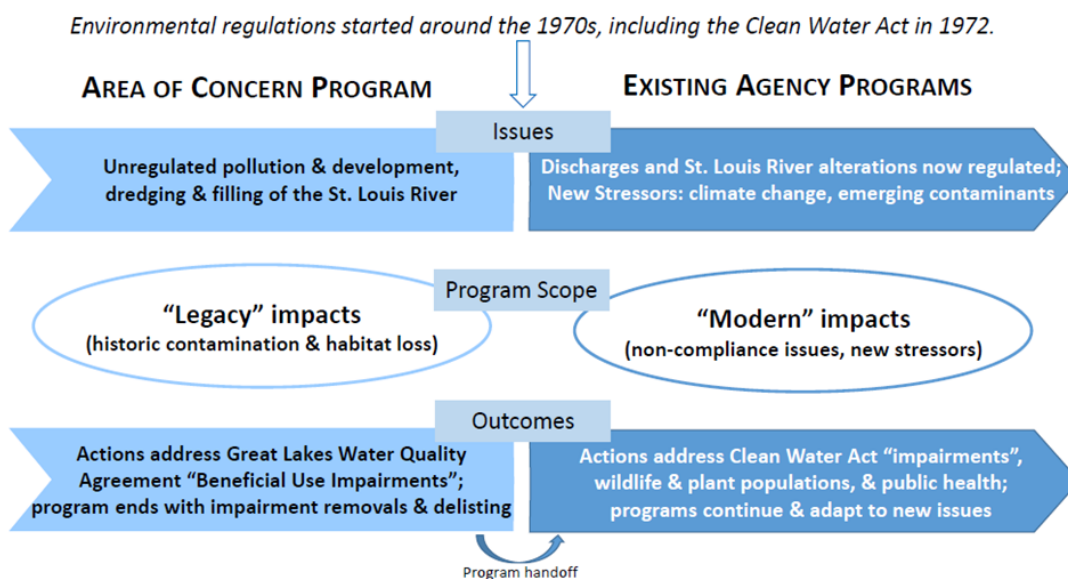 Environmental regulations started around the 1970s, including the Clean Water Act in 1972.
AREA OF CONCERN PROGRAM
EXISTING AGENCY PROGRAMS
Issues
Unregulated pollution & development,
dredging & filling of the St. Louis River
Discharges and St. Louis River alterations now regulated;
New Stressors: climate change, emerging contaminants
Program Scope
“Legacy” impacts
(historic contamination & habitat loss)
“Modern” impacts
(non-compliance issues, new stressors)
Outcomes
Actions address Great Lakes Water Quality
Agreement “Beneficial Use Impairments”;
program ends with impairment removals & delisting
Actions address Clean Water Act “impairments”,
wildlife & plant populations, & public health;
programs continue & adapt to new issues
Program handoff